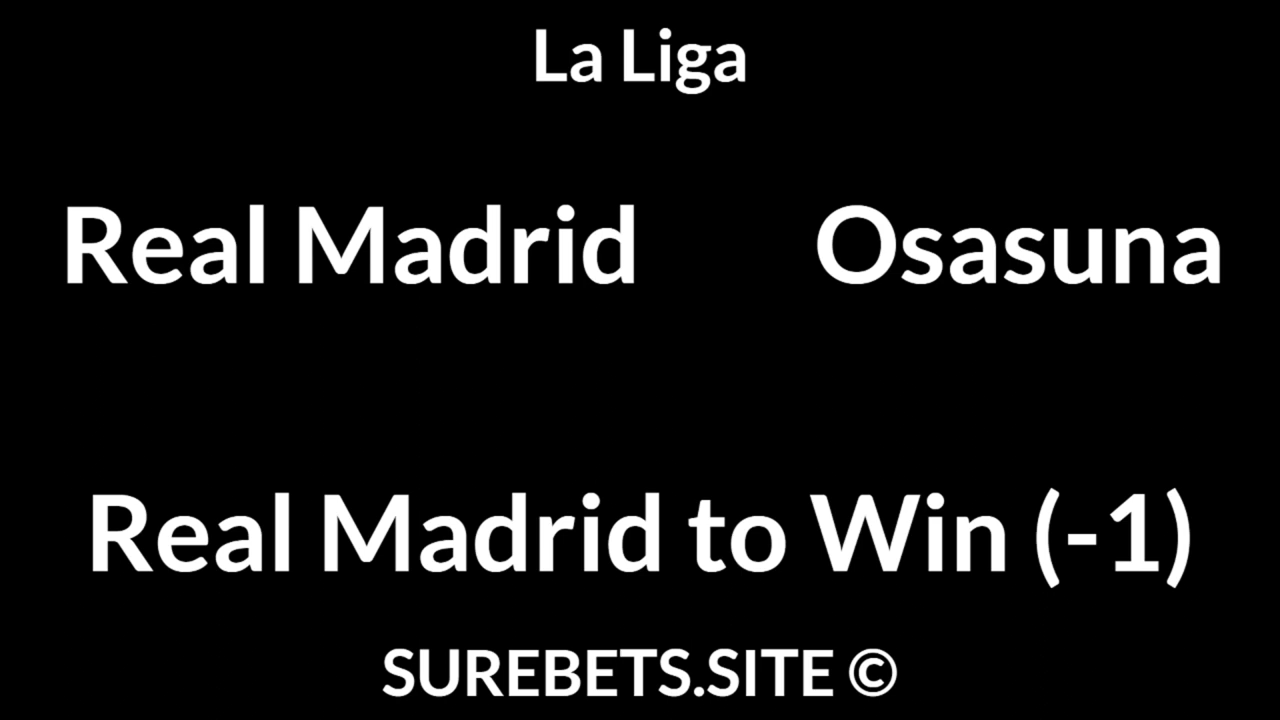 La Liga
Real Madrid Osasuna
Real Madrid to Win (-1)
SUREBETS.SITE ©